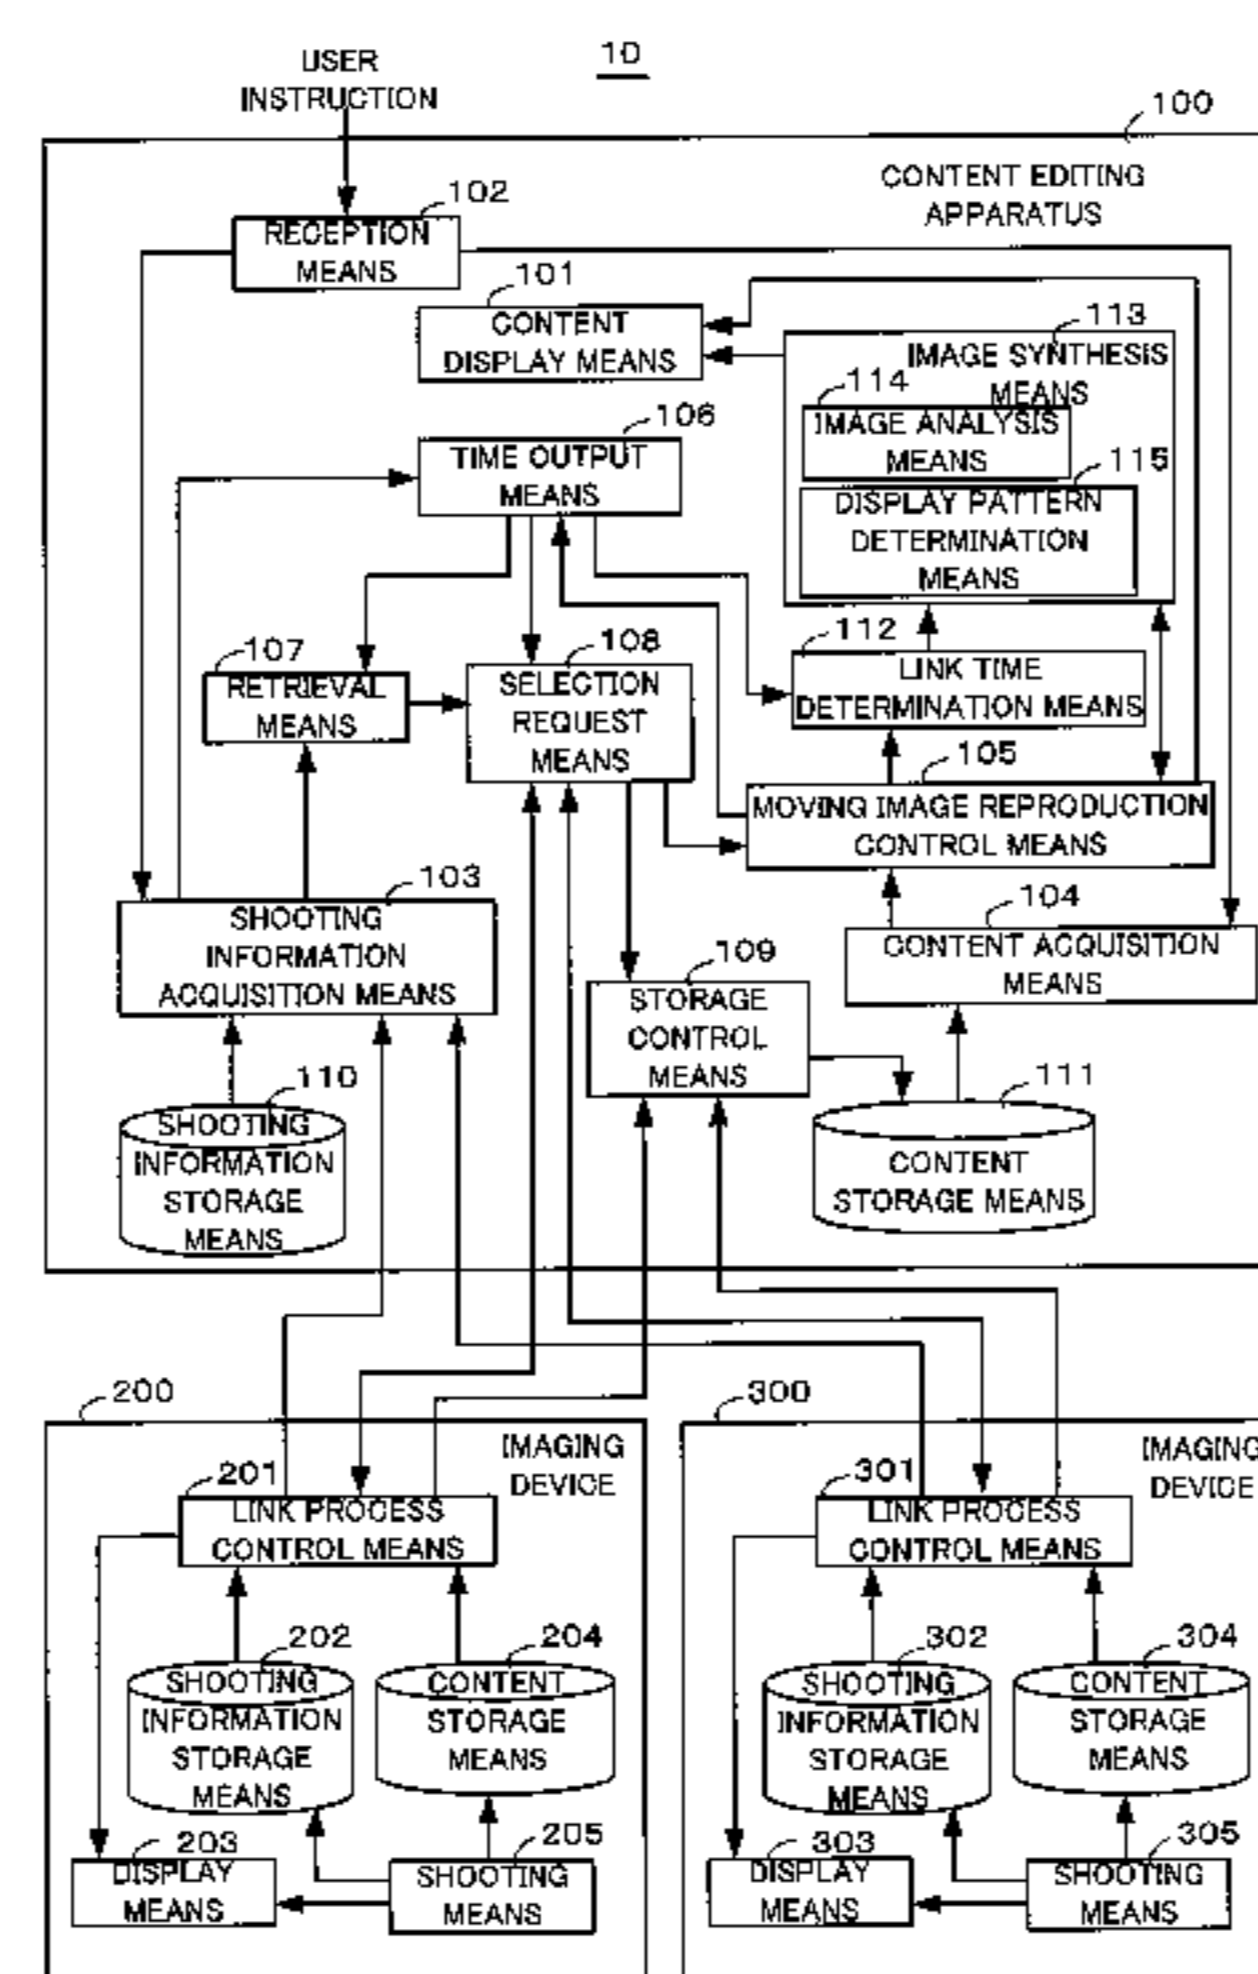 USER
INSTRUCTION
10
100
CONTENT EDITING
APPARATUS
102
RECEPTION
MEANS
101
CONTENT
DISPLAY MEANS
113
IMAGE SYNTHESIS
MEANS
114
IMAGE ANALYSIS
MEANS
115
DISPLAY PATTERN
DETERMINATION
MEANS
106
TIME OUTPUT
MEANS
112
LINK TIME
DETERMINATION MEANS
107
RETRIEVAL
MEANS
108
SELECTION
REQUEST
MEANS
105
MOVING IMAGE REPRODUCTION
CONTROL MEANS
103
SHOOTING
INFORMATION
ACQUISITION MEANS
104
CONTENT ACQUISITION
MEANS
109
STORAGE
CONTROL
MEANS
110
SHOOTING
INFORMATION
STORAGE
MEANS
111
CONTENT
STORAGE MEANS
200
IMAGING
DEVICE
201
LINK PROCESS
CONTROL MEANS
202
SHOOTING
INFORMATION
STORAGE
MEANS
204
CONTENT
STORAGE
MEANS
203
DISPLAY
MEANS
205
SHOOTING
MEANS
300
IMAGING
DEVICE
301
LINK PROCESS
CONTROL MEANS
302
SHOOTING
INFORMATION
STORAGE
MEANS
304
CONTENT
STORAGE
MEANS
303
DISPLAY
MEANS
305
SHOOTING
MEANS